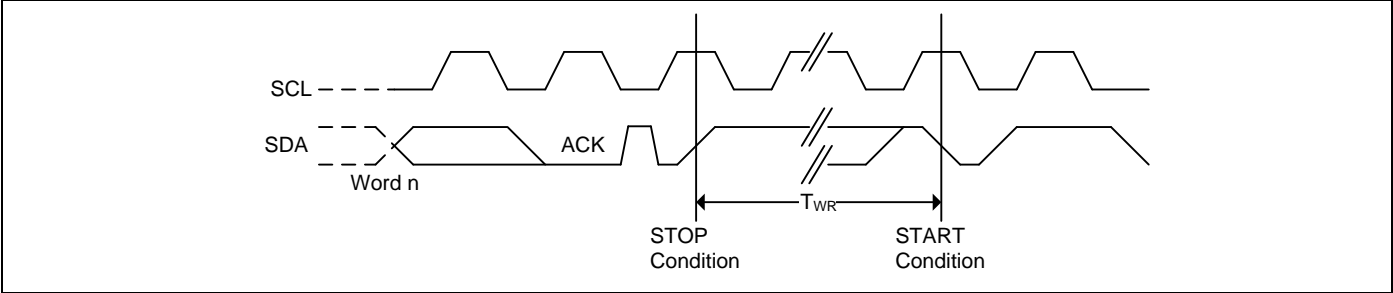 SCL
SDA
ACK
Word n
TWR
STOP
Condition
START
Condition